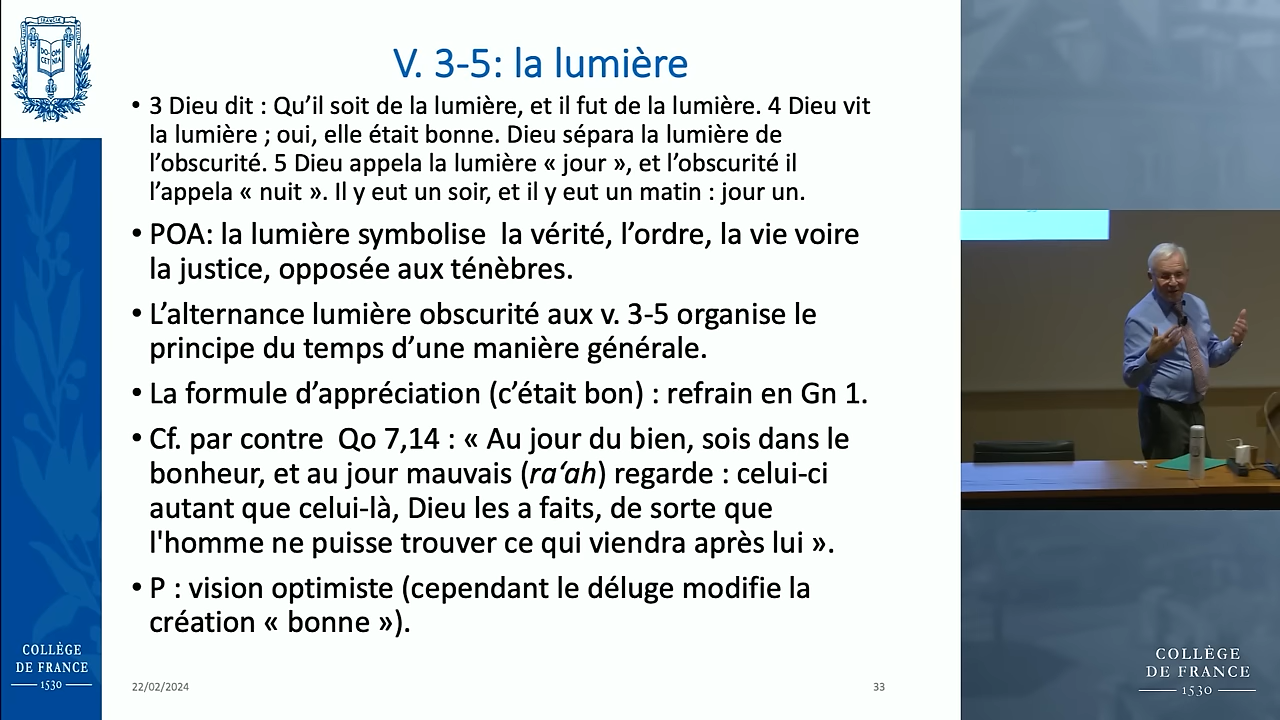 V. 3-5: la lumière
• 3 Dieu dit : Qu’il soit de la lumière, et il fut de la lumière. 4 Dieu vit
la lumière ; oui, elle était bonne. Dieu sépara la lumière de
l’obscurité. 5 Dieu appela la lumière « jour », et l’obscurité il
l’appela « nuit ». Il y eut un soir, et il y eut un matin : jour un.
• POA: la lumière symbolise  la vérité, l’ordre, la vie voire
la justice, opposée aux ténèbres.
• L’alternance lumière obscurité aux v. 3-5 organise le
principe du temps d’une manière générale.
• La formule d’appréciation (c’était bon) : refrain en Gn 1.
• Cf. par contre  Qo 7,14 : « Au jour du bien, sois dans le
bonheur, et au jour mauvais (ra‘ah) regarde : celui-ci
autant que celui-là, Dieu les a faits, de sorte que
l'homme ne puisse trouver ce qui viendra après lui ».
• P : vision optimiste (cependant le déluge modifie la
création « bonne »).
COLLÈGE
DE FRANCE
1530
22/02/2024
33
COLLÈGE
DE FRANCE
1530